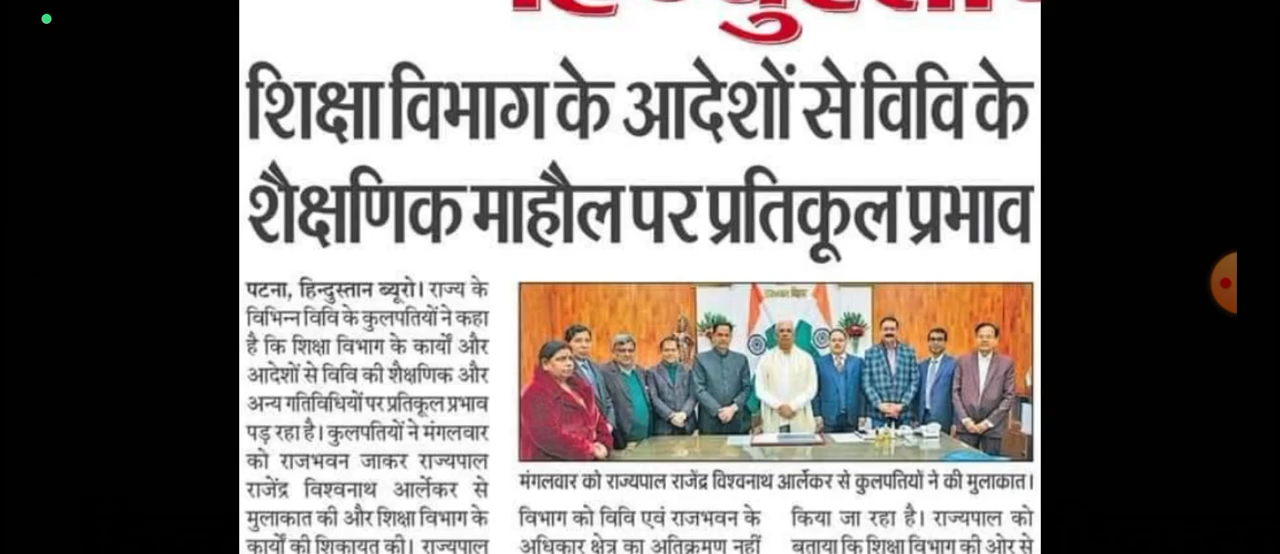 हिन्दुस्तान
शिक्षा विभाग के आदेशों से विवि के
शैक्षणिक माहौल पर प्रतिकूल प्रभाव
पटना, हिन्दुस्तान ब्यूरो। राज्य के
विभिन्न विवि के कुलपतियों ने कहा
है कि शिक्षा विभाग के कार्यों और
आदेशों से विवि की शैक्षणिक और
अन्य गतिविधियों पर प्रतिकूल प्रभाव
पड़ रहा है। कुलपतियों ने मंगलवार
को राजभवन जाकर राज्यपाल
राजेंद्र विश्वनाथ आर्लेकर से
मुलाकात की और शिक्षा विभाग के
कार्यों की शिकायत की। राज्यपाल
मंगलवार को राज्यपाल राजेंद्र विश्वनाथ आर्लेकर से कुलपतियों ने की मुलाकात।
विभाग को विवि एवं राजभवन के
अधिकार क्षेत्र का अतिक्रमण नहीं
किया जा रहा है। राज्यपाल को
बताया कि शिक्षा विभाग की ओर से